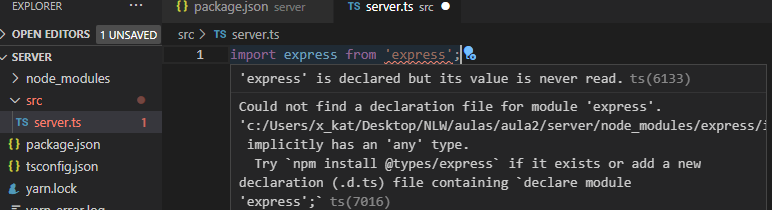 EXPLORER
...
package.json server
server.ts src
OPEN EDITORS 1 UNSAVED
src > server.ts
SERVER
1 import express from 'express';
node_modules
src
server.ts 1
package.json
tsconfig.json
yarn.lock
yarn-error.log
'express' is declared but its value is never read. ts(6133)
Could not find a declaration file for module 'express'.
'c:/Users/x_kat/Desktop/NLW/aulas/aula2/server/node_modules/express/i
implicitly has an 'any' type.
Try `npm install @types/express` if it exists or add a new
declaration (.d.ts) file containing `declare module
'express';` ts(7016)